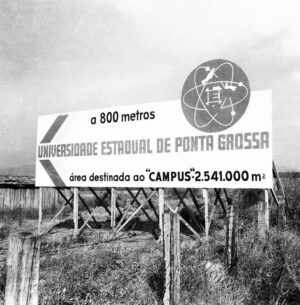 a 800 metros
UNIVERSIDADE ESTADUAL DE PONTA GROSSA
área destinada ao "CAMPUS" 2.541.000 m2